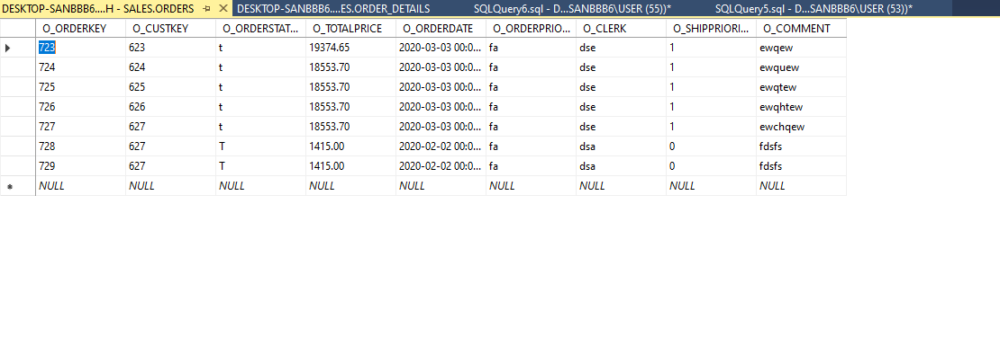 DESKTOP-SANBBB6....H - SALES.ORDERS DESKTOP-SANBBB6....ES.ORDER_DETAILS SQLQuery6.sql - D...SANBBB6\USER (55))* SQLQuery5.sql - D...SANBBB6\USER (53))*
O_ORDERKEY O_CUSTKEY O_ORDERSTAT... O_TOTALPRICE O_ORDERDATE O_ORDERPRIO... O_CLERK O_SHIPPRIORI... O_COMMENT
723 623 t 19374.65 2020-03-03 00:0... fa dse 1 ewqew
724 624 t 18553.70 2020-03-03 00:0... fa dse 1 ewquew
725 625 t 18553.70 2020-03-03 00:0... fa dse 1 ewqtew
726 626 t 18553.70 2020-03-03 00:0... fa dse 1 ewqhtew
727 627 t 18553.70 2020-03-03 00:0... fa dse 1 ewchqew
728 627 T 1415.00 2020-02-02 00:0... fa dsa 0 fdsfs
729 627 T 1415.00 2020-02-02 00:0... fa dsa 0 fdsfs
NULL NULL NULL NULL NULL NULL NULL NULL NULL